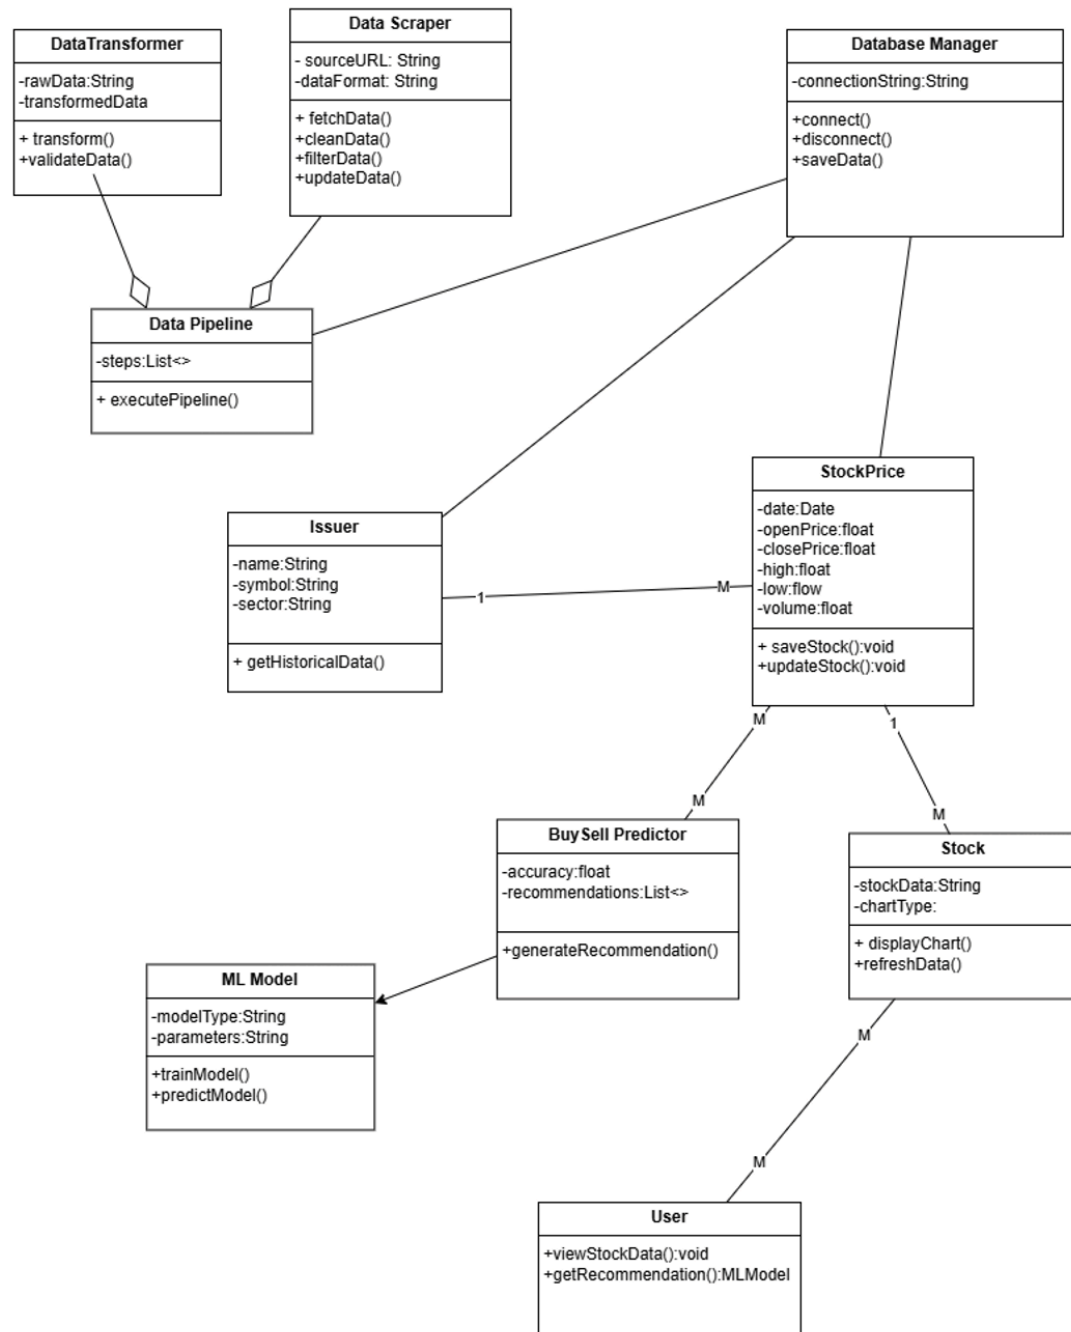 DataTransformer
-rawData:String
-transformedData
+ transform()
+validateData()
Data Scraper
- sourceURL: String
-dataFormat: String
+ fetchData()
+cleanData()
+filterData()
+updateData()
Database Manager
-connectionString:String
+connect()
+disconnect()
+saveData()
Data Pipeline
-steps:List<>
+ executePipeline()
Issuer
-name:String
-symbol:String
-sector:String
+ getHistoricalData()
1
M
StockPrice
-date:Date
-openPrice:float
-closePrice:float
-high:float
-low:flow
-volume:float
+ saveStock():void
+updateStock():void
M
M
1
M
BuySell Predictor
-accuracy:float
-recommendations:List<>
+generateRecommendation()
Stock
-stockData:String
-chartType:
+ displayChart()
+refreshData()
ML Model
-modelType:String
-parameters:String
+trainModel()
+predictModel()
M
M
User
+viewStockData():void
+getRecommendation():MLModel